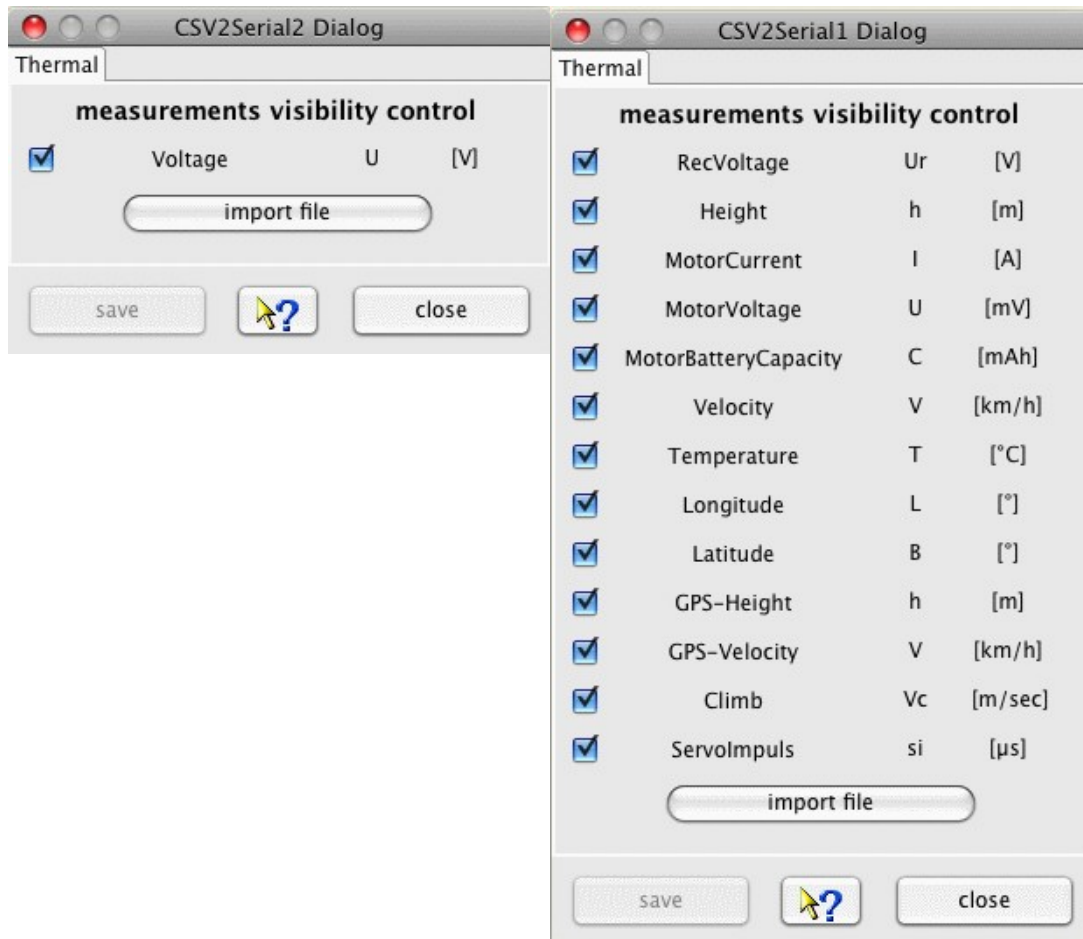 CSV2Serial2 Dialog
Thermal
measurements visibility control
Voltage U [V]
import file
save ? close
CSV2Serial1 Dialog
Thermal
measurements visibility control
RecVoltage Ur [V]
Height h [m]
MotorCurrent I [A]
MotorVoltage U [mV]
MotorBatteryCapacity C [mAh]
Velocity V [km/h]
Temperature T [°C]
Longitude L [°]
Latitude B [°]
GPS-Height h [m]
GPS-Velocity V [km/h]
Climb Vc [m/sec]
ServoImpuls si [µs]
import file
save ? close